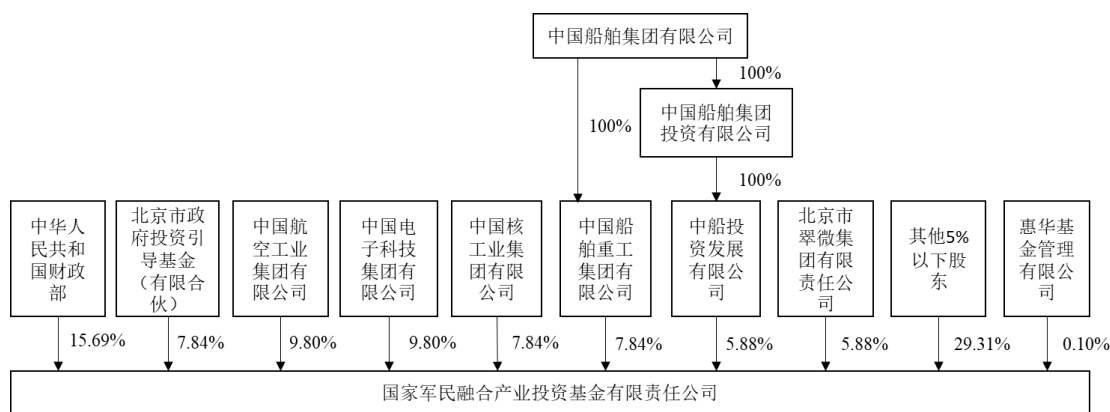 中国船舶集团有限公司
100%
中国船舶集团
投资有限公司
100%
100%
中华人
民共和
国财政
部
北京市政
府投资引
导基金
（有限合
伙）
中国航
空工业
集团有
限公司
中国电
子科技
集团有
限公司
中国核
工业集
团有限
公司
中国船
舶重工
集团有
限公司
中船投
资发展
有限公
司
北京市
翠微集
团有限
责任公
司
其他5%
以下股
东
惠华基
金管理
有限公
司
15.69%
7.84%
9.80%
9.80%
7.84%
7.84%
5.88%
5.88%
29.31%
0.10%
国家军民融合产业投资基金有限责任公司